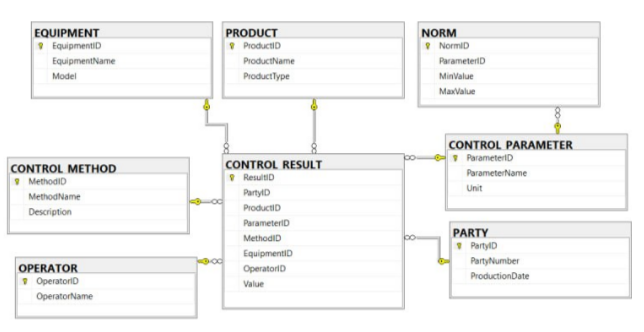 EQUIPMENT
EquipmentID
EquipmentName
Model
PRODUCT
ProductID
ProductName
ProductType
NORM
NormID
ParameterID
MinValue
MaxValue
CONTROL METHOD
MethodID
MethodName
Description
CONTROL RESULT
ResultID
PartyID
ProductID
ParameterID
MethodID
EquipmentID
OperatorID
Value
CONTROL PARAMETER
ParameterID
ParameterName
Unit
OPERATOR
OperatorID
OperatorName
PARTY
PartyID
PartyNumber
ProductionDate